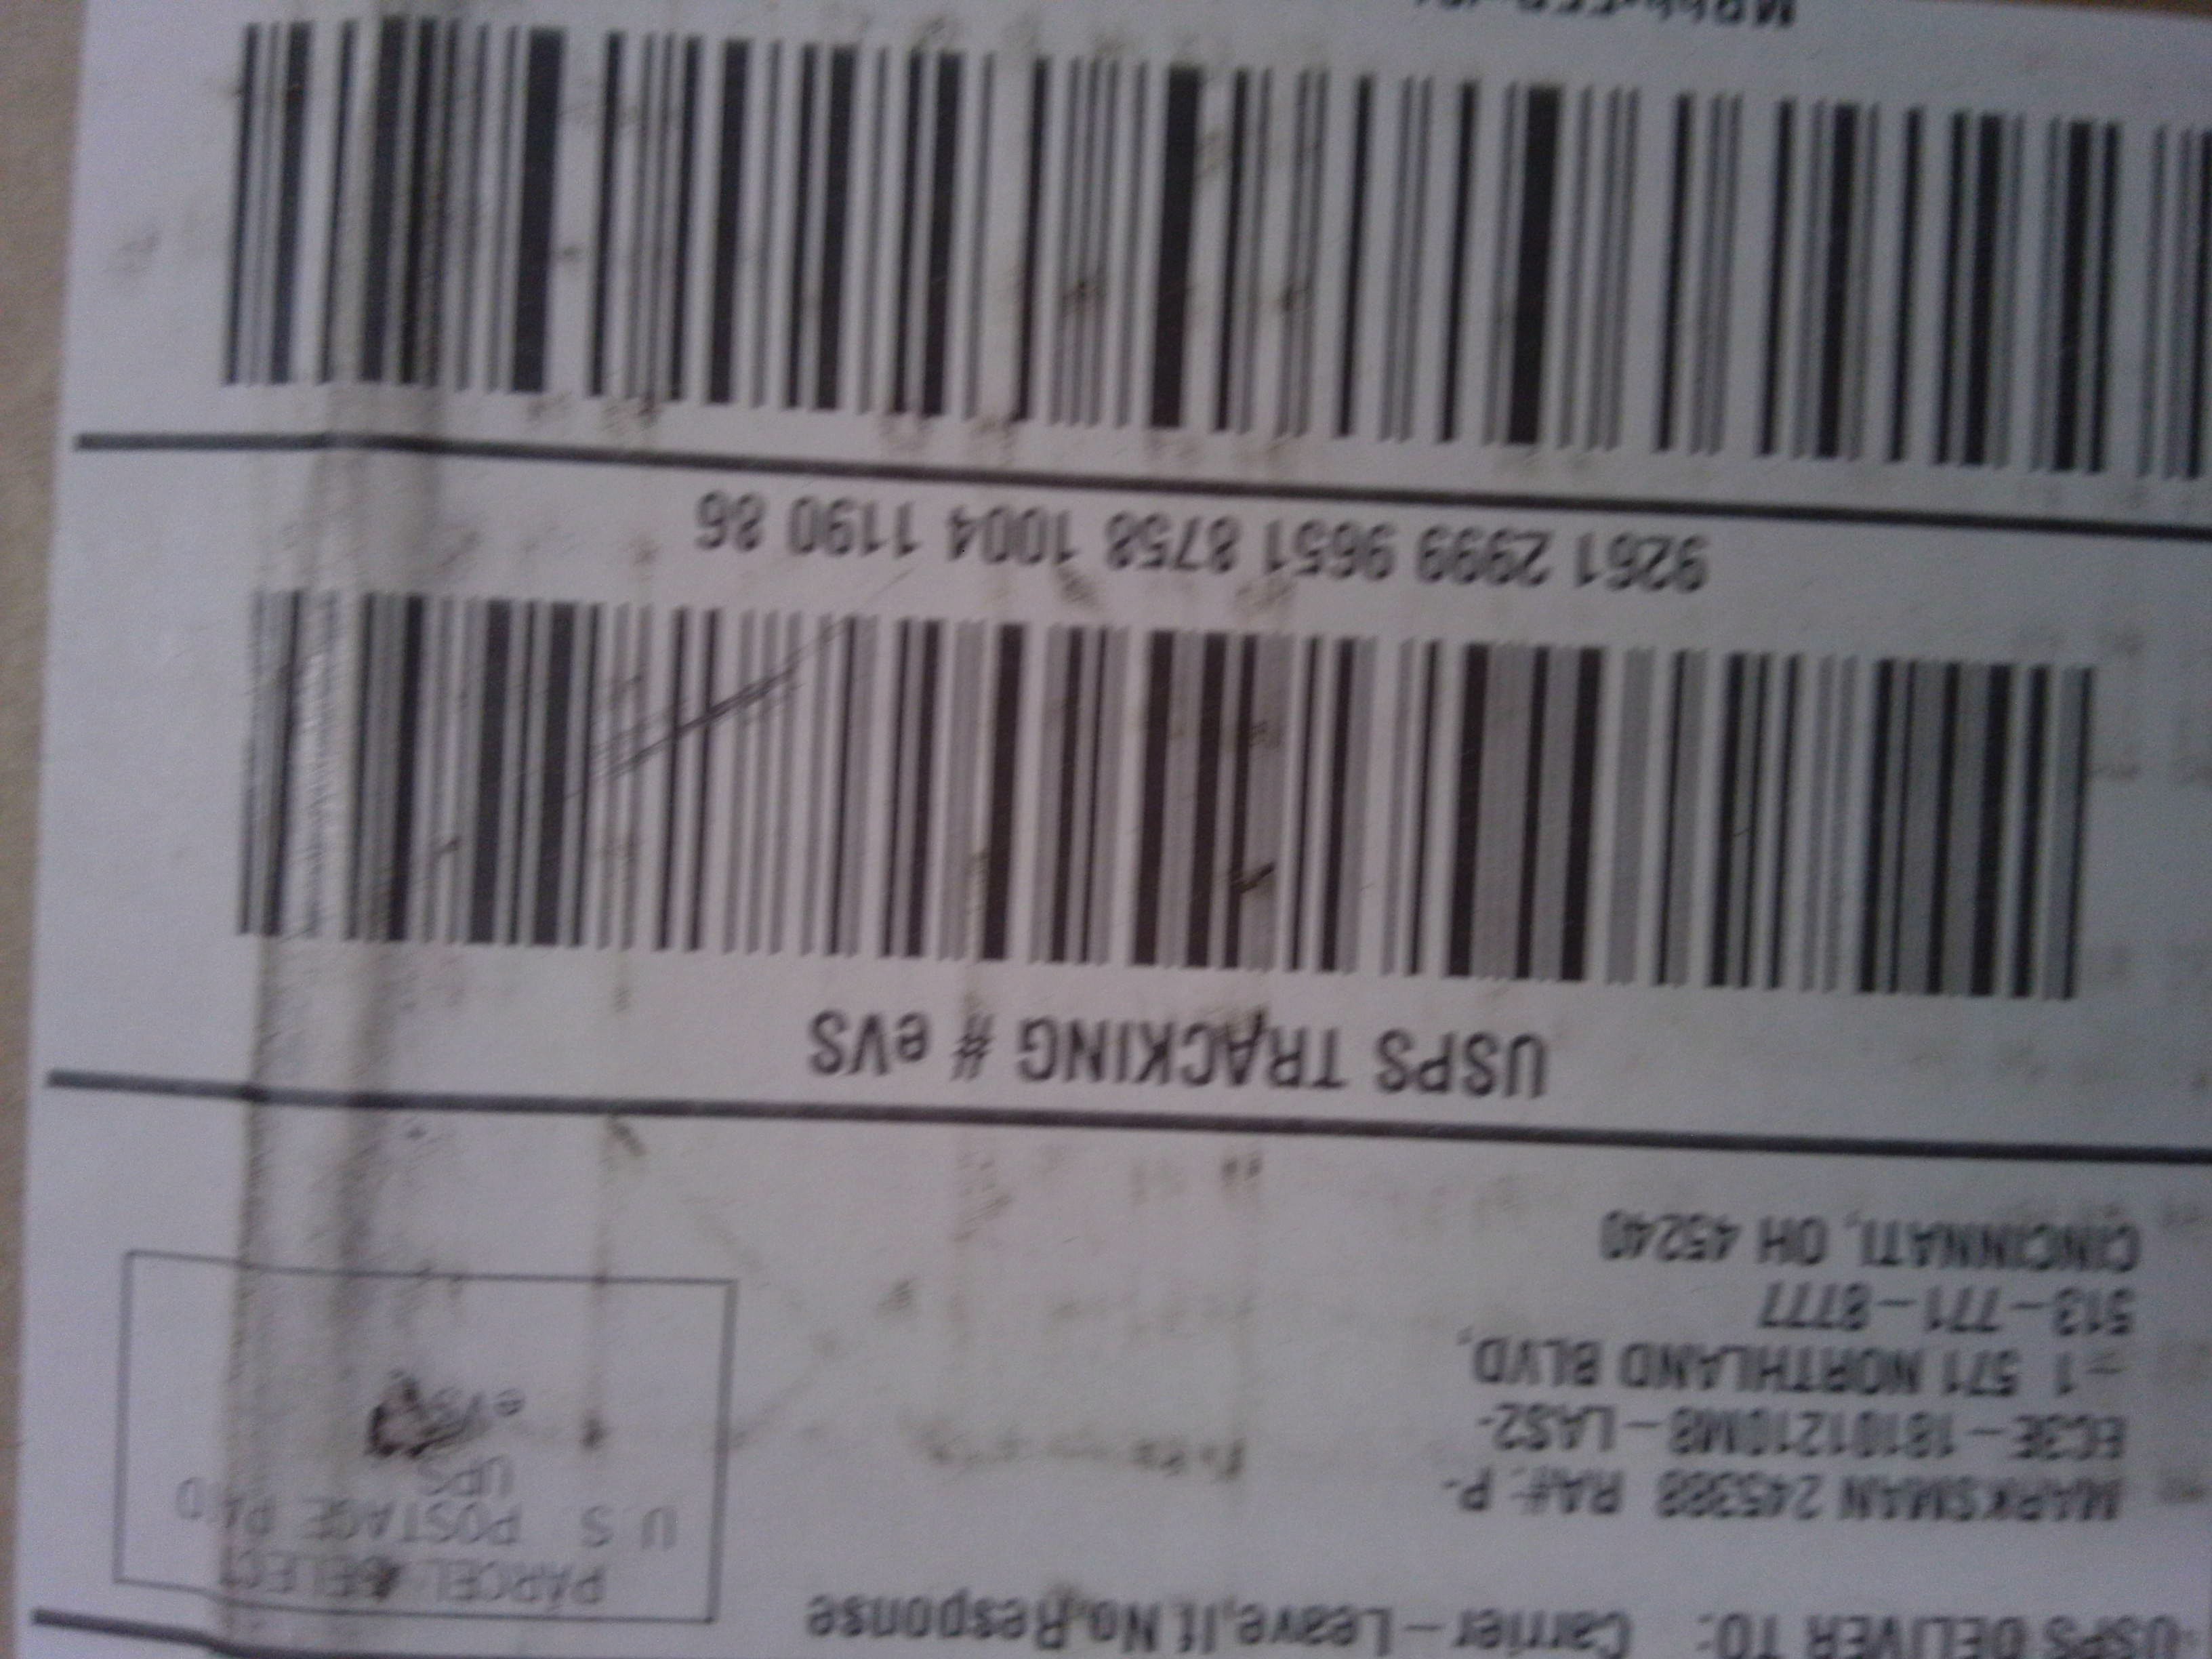 USPS DELIVER TO: Carrier – Leave, If No Response
PARCEL SELECT
U S POSTAGE PAID
UPS
eVS
MARKSMAN 245388 RA#: P-
EC3E – 18101210M8 – LAS2-
-1 571 NORTHLAND BLVD,
513 – 771 – 8777
CINCINNATI, OH 45240
USPS TRACKING # eVS
9261 2999 9651 8758 1004 1190 86